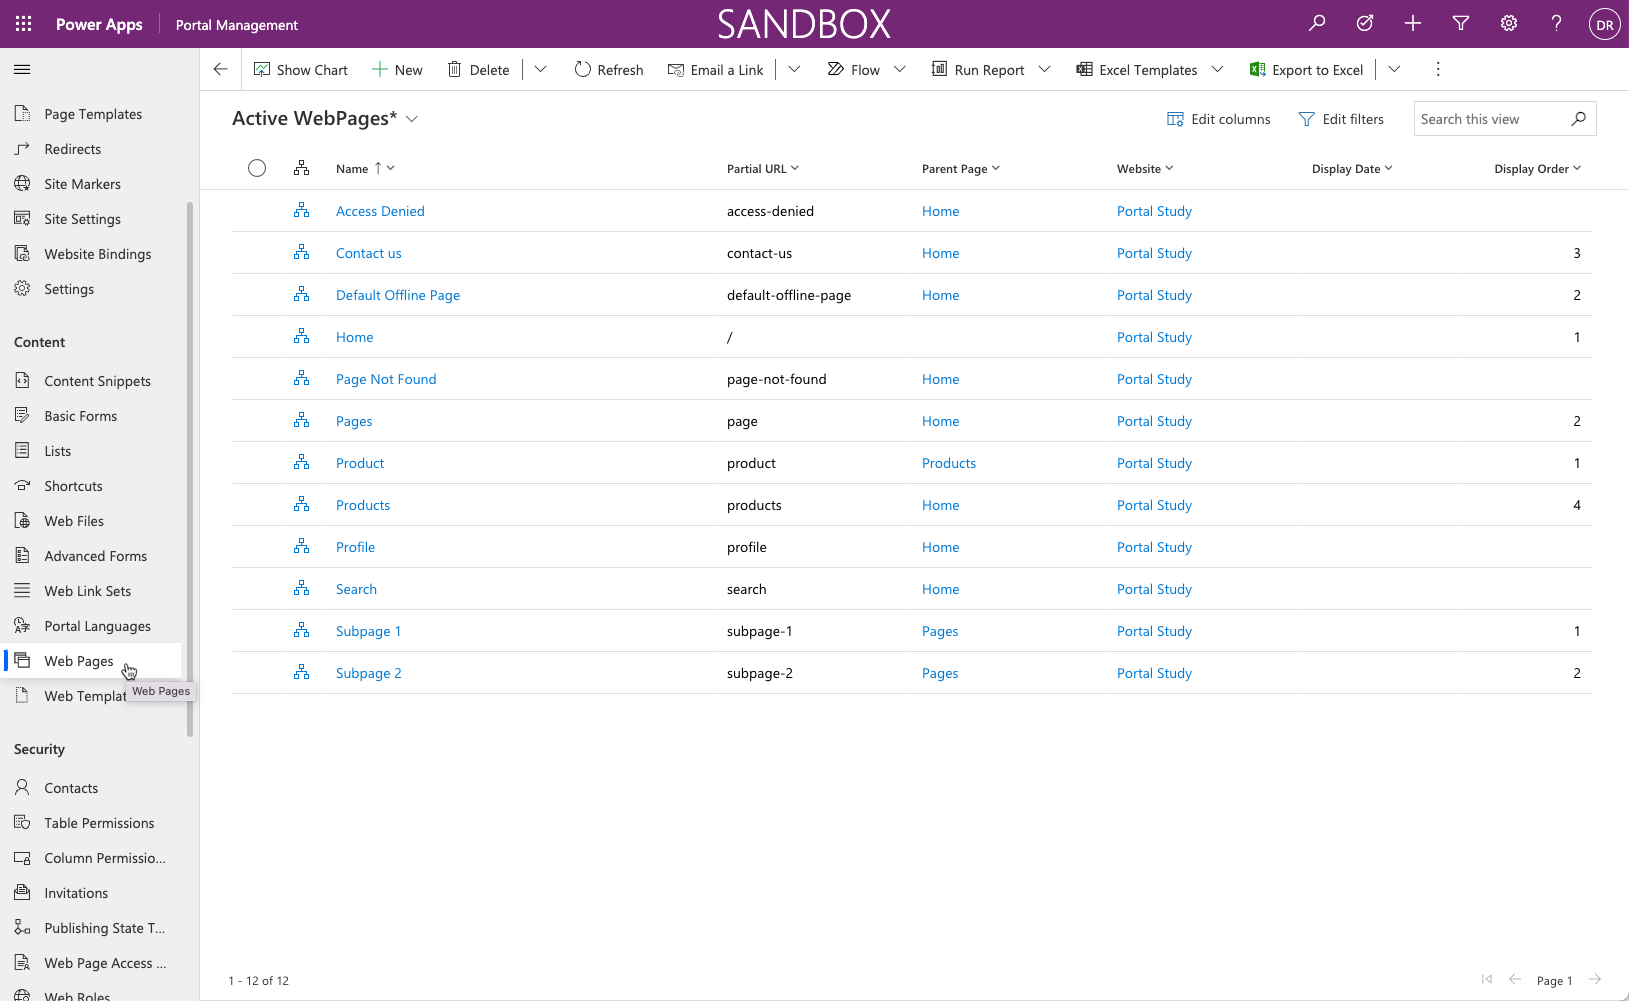 Power Apps
Portal Management
SANDBOX
DR
Show Chart
New
Delete
Refresh
Email a Link
Flow
Run Report
Excel Templates
Export to Excel
Page Templates
Redirects
Site Markers
Site Settings
Website Bindings
Settings
Content
Content Snippets
Basic Forms
Lists
Shortcuts
Web Files
Advanced Forms
Web Link Sets
Portal Languages
Web Pages
Web Templat
Web Pages
Security
Contacts
Table Permissions
Column Permissio...
Invitations
Publishing State T...
Web Page Access ...
Web Roles
Active WebPages*
Edit columns
Edit filters
Search this view
Name Partial URL Parent Page Website Display Date Display Order
Access Denied access-denied Home Portal Study
Contact us contact-us Home Portal Study 3
Default Offline Page default-offline-page Home Portal Study 2
Home / Portal Study 1
Page Not Found page-not-found Home Portal Study
Pages page Home Portal Study 2
Product product Products Portal Study 1
Products products Home Portal Study 4
Profile profile Home Portal Study
Search search Home Portal Study
Subpage 1 subpage-1 Pages Portal Study 1
Subpage 2 subpage-2 Pages Portal Study 2
1 - 12 of 12
Page 1